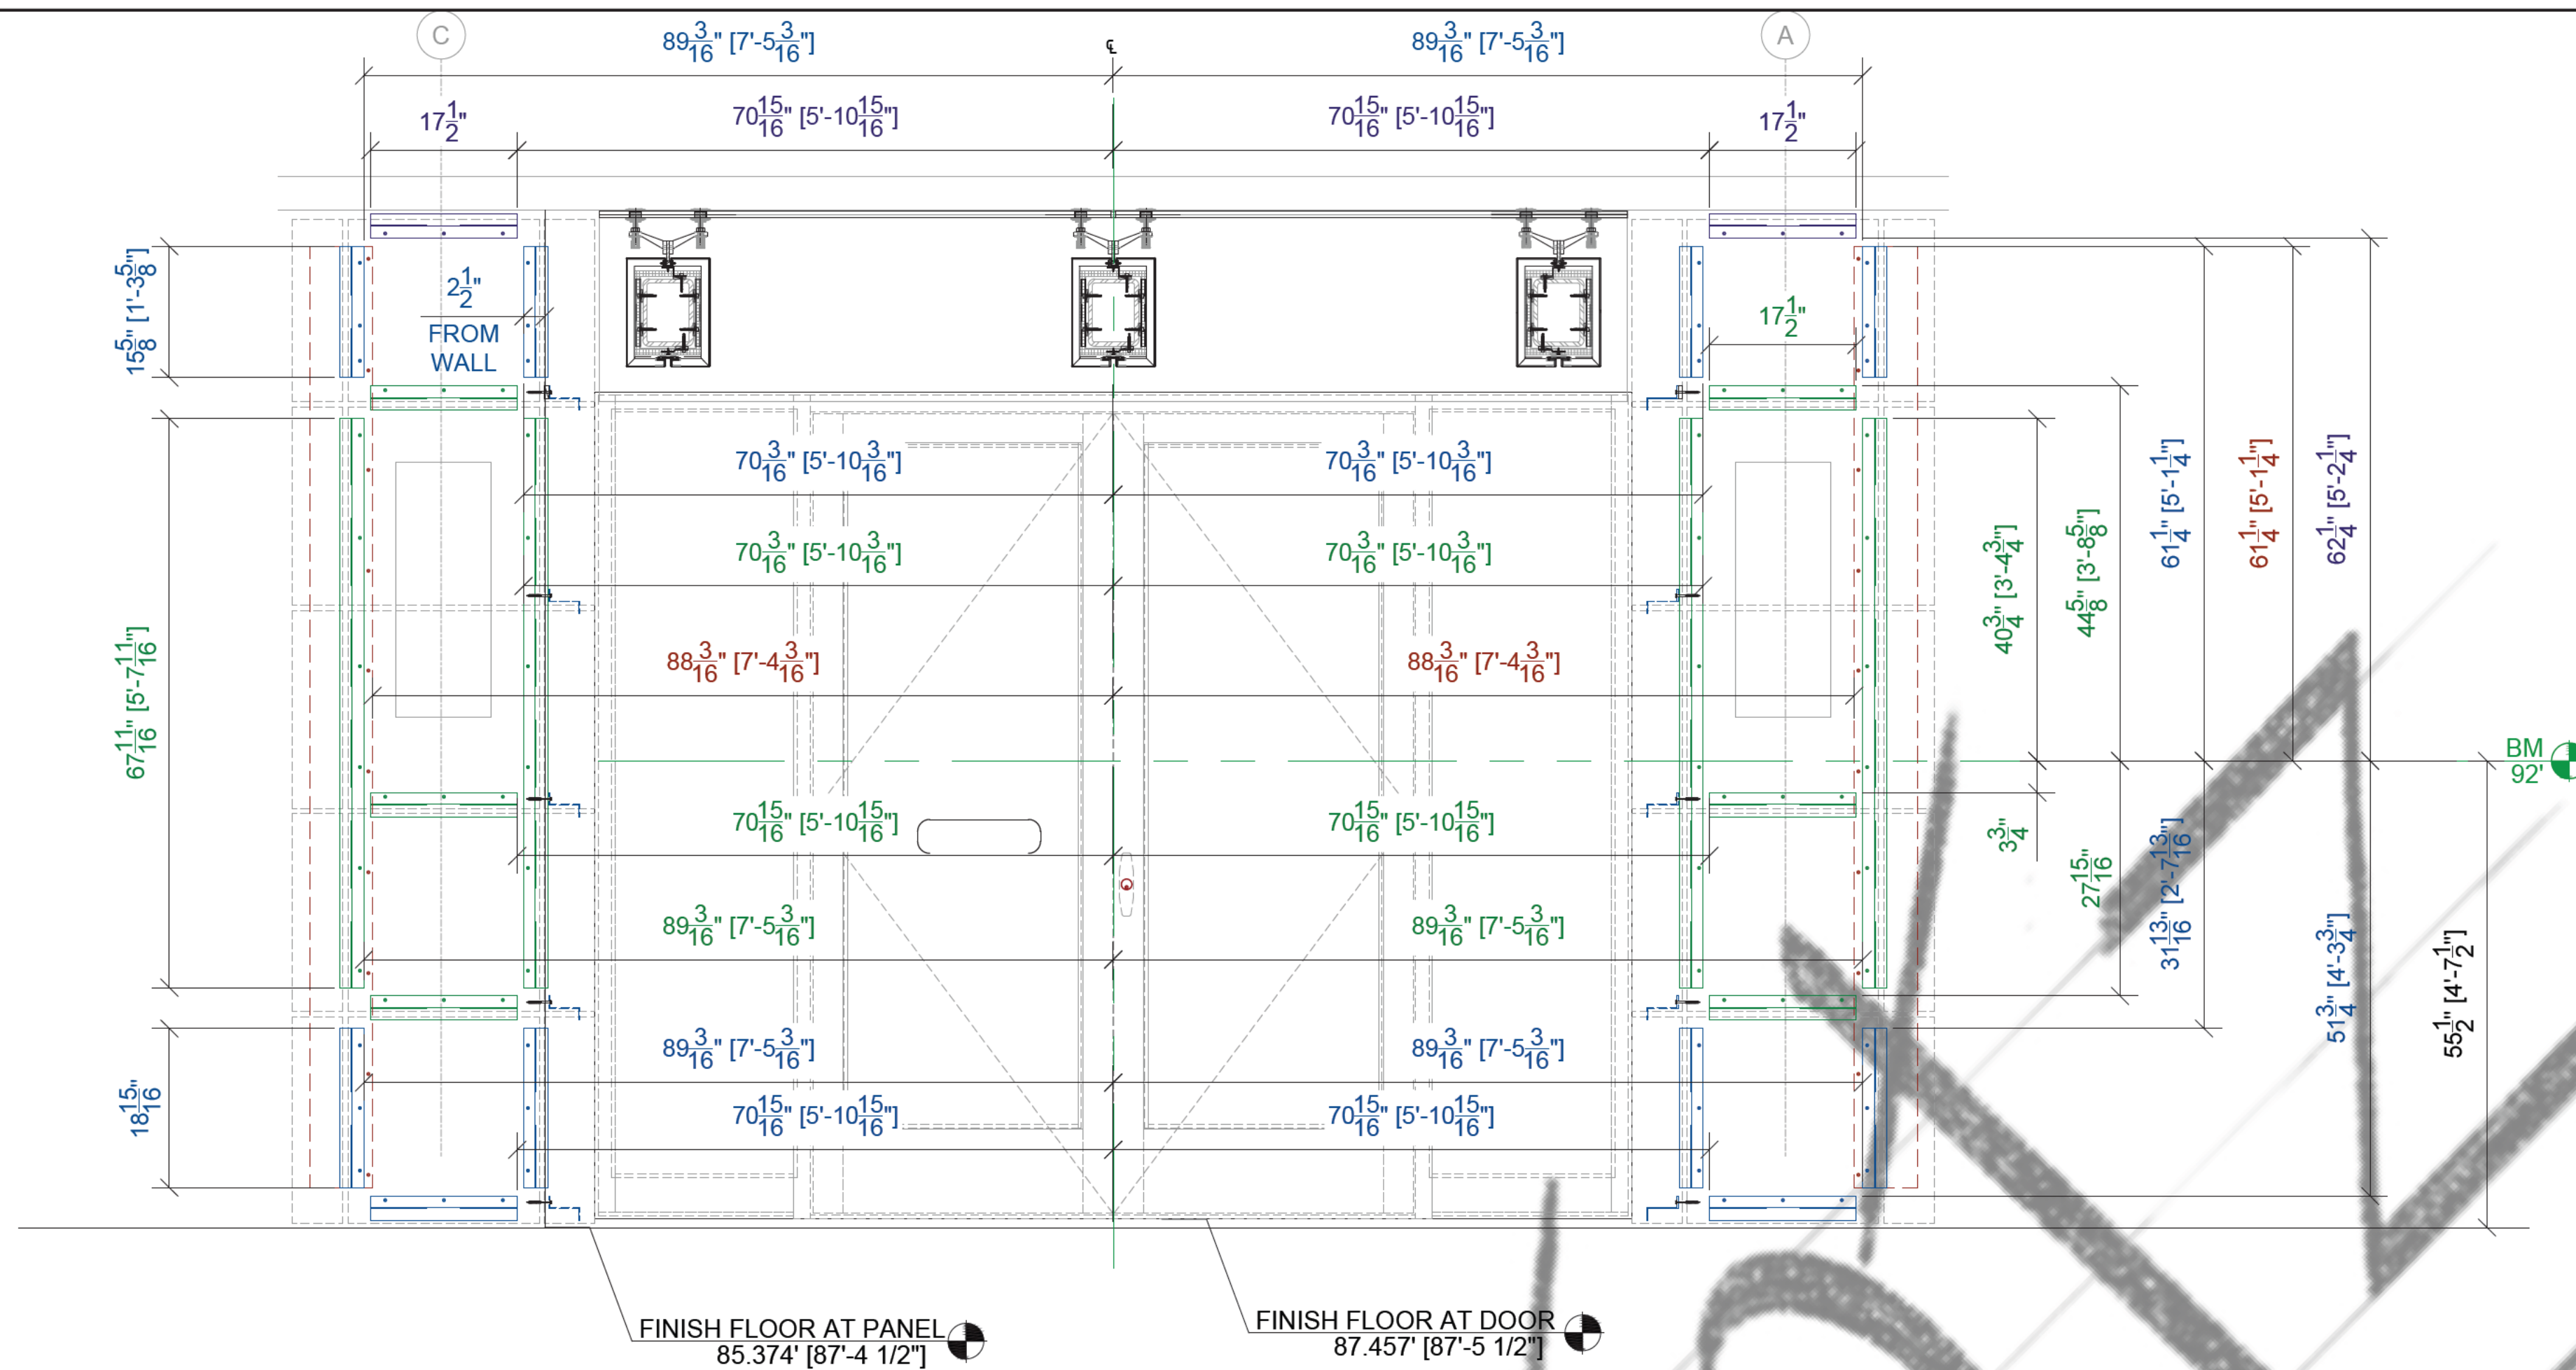 C
A
89 3/16" [7'-5 3/16"]
℄
89 3/16" [7'-5 3/16"]
17 1/2"
70 15/16" [5'-10 15/16"]
70 15/16" [5'-10 15/16"]
17 1/2"
15 5/8" [1'-3 5/8"]
2 1/2"
FROM
WALL
17 1/2"
70 3/16" [5'-10 3/16"]
70 3/16" [5'-10 3/16"]
70 3/16" [5'-10 3/16"]
70 3/16" [5'-10 3/16"]
67 11/16" [5'-7 11/16"]
88 3/16" [7'-4 3/16"]
88 3/16" [7'-4 3/16"]
40 3/4" [3'-4 3/4"]
44 5/8" [3'-8 5/8"]
61 1/4" [5'-1 1/4"]
61 1/4" [5'-1 1/4"]
62 1/4" [5'-2 1/4"]
BM
92'
70 15/16" [5'-10 15/16"]
70 15/16" [5'-10 15/16"]
3 3/4"
27 15/16"
31 13/16" [2'-7 13/16"]
51 3/4" [4'-3 3/4"]
55 1/2" [4'-7 1/2"]
89 3/16" [7'-5 3/16"]
89 3/16" [7'-5 3/16"]
89 3/16" [7'-5 3/16"]
89 3/16" [7'-5 3/16"]
18 15/16"
70 15/16" [5'-10 15/16"]
70 15/16" [5'-10 15/16"]
FINISH FLOOR AT PANEL
85.374' [87'-4 1/2"]
FINISH FLOOR AT DOOR
87.457' [87'-5 1/2"]